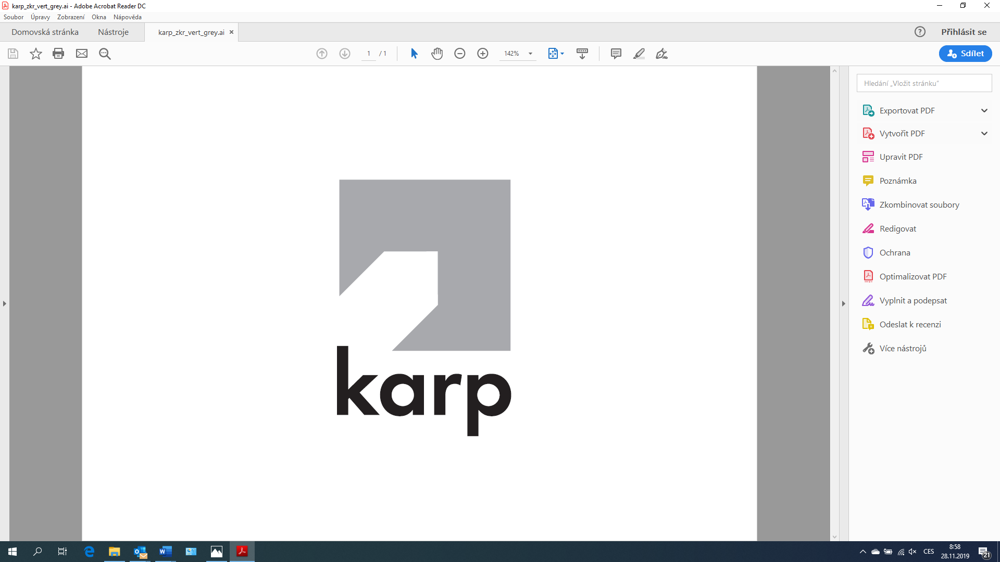 karp_zkr_vert_grey.ai - Adobe Acrobat Reader DC
Soubor Úpravy Zobrazení Okna Nápověda
Domovská stránka Nástroje karp_zkr_vert_grey.ai × ? Přihlásit se
1 / 1 142% Sdílet
Hledání „Vložit stránku“
Exportovat PDF
Vytvořit PDF
Upravit PDF
Poznámka
Zkombinovat soubory
Redigovat
Ochrana
Optimalizovat PDF
Vyplnit a podepsat
Odeslat k recenzi
Více nástrojů
karp
CES 8:58
28.11.2019 21